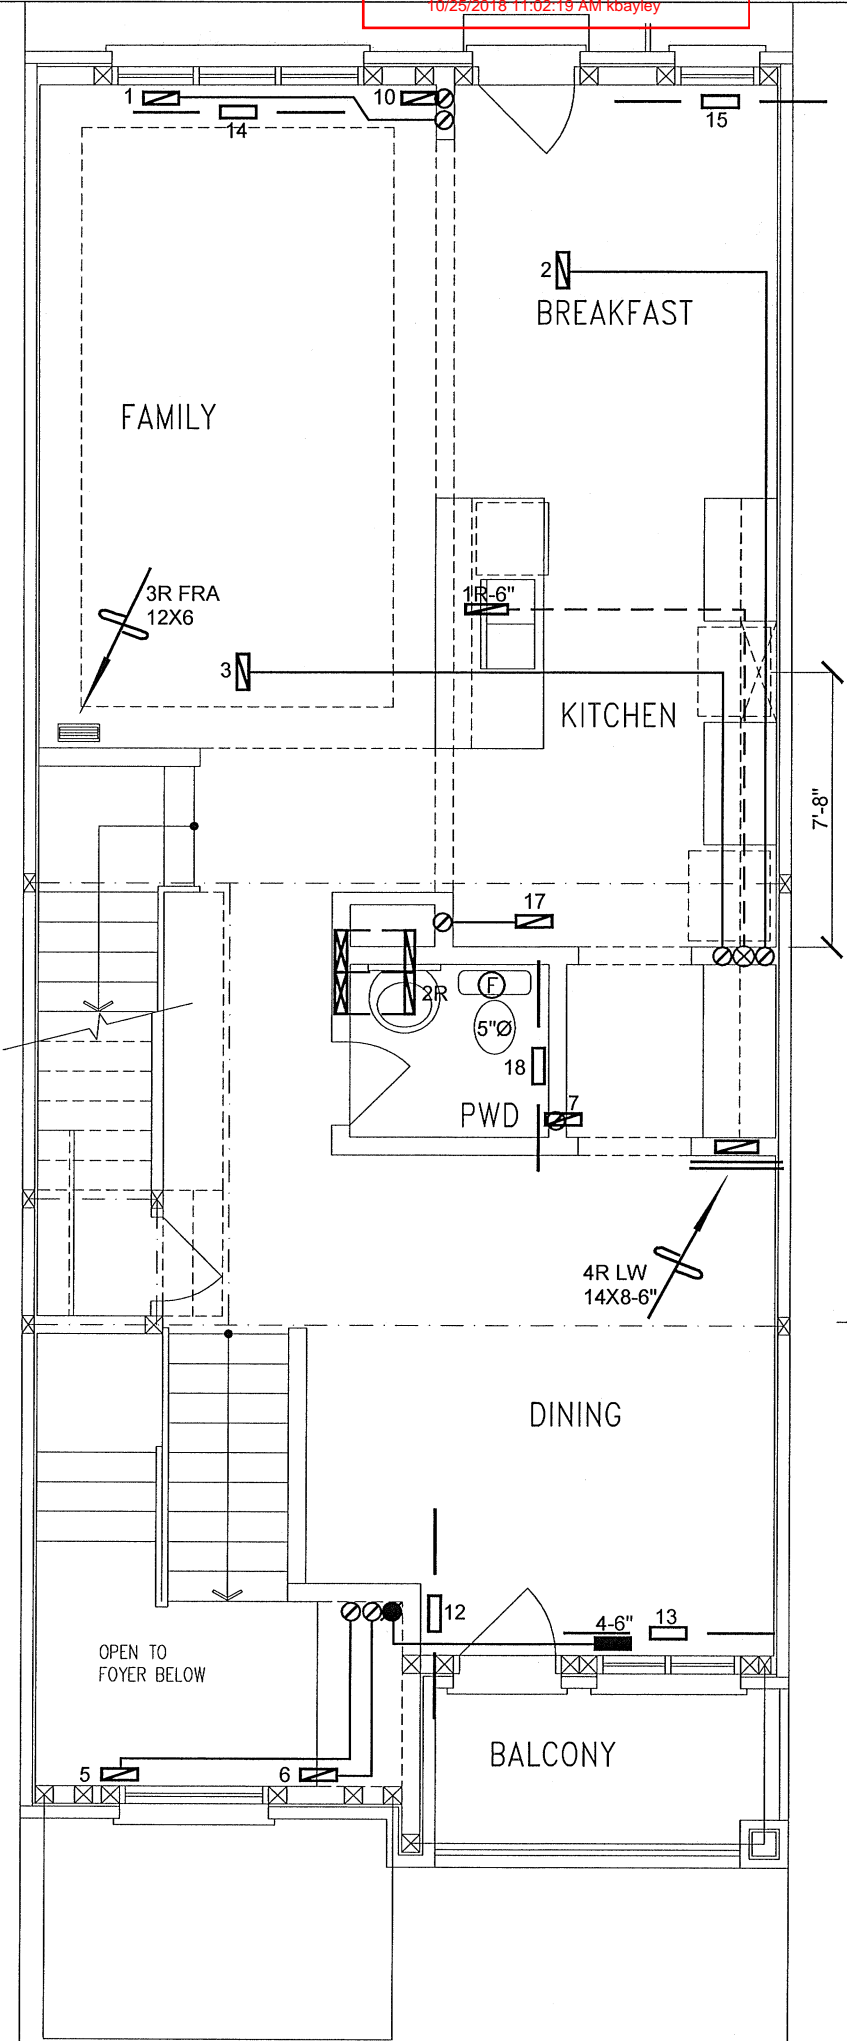 10/25/2018 11:02:19 AM kbayley
1
10
14
15
2
BREAKFAST
FAMILY
3R FRA
12X6
1R-6"
3
KITCHEN
7'-8"
17
2R
F
5"Ø
18
7
PWD
4R LW
14X8-6"
DINING
12
4-6"
13
OPEN TO
FOYER BELOW
5
6
BALCONY